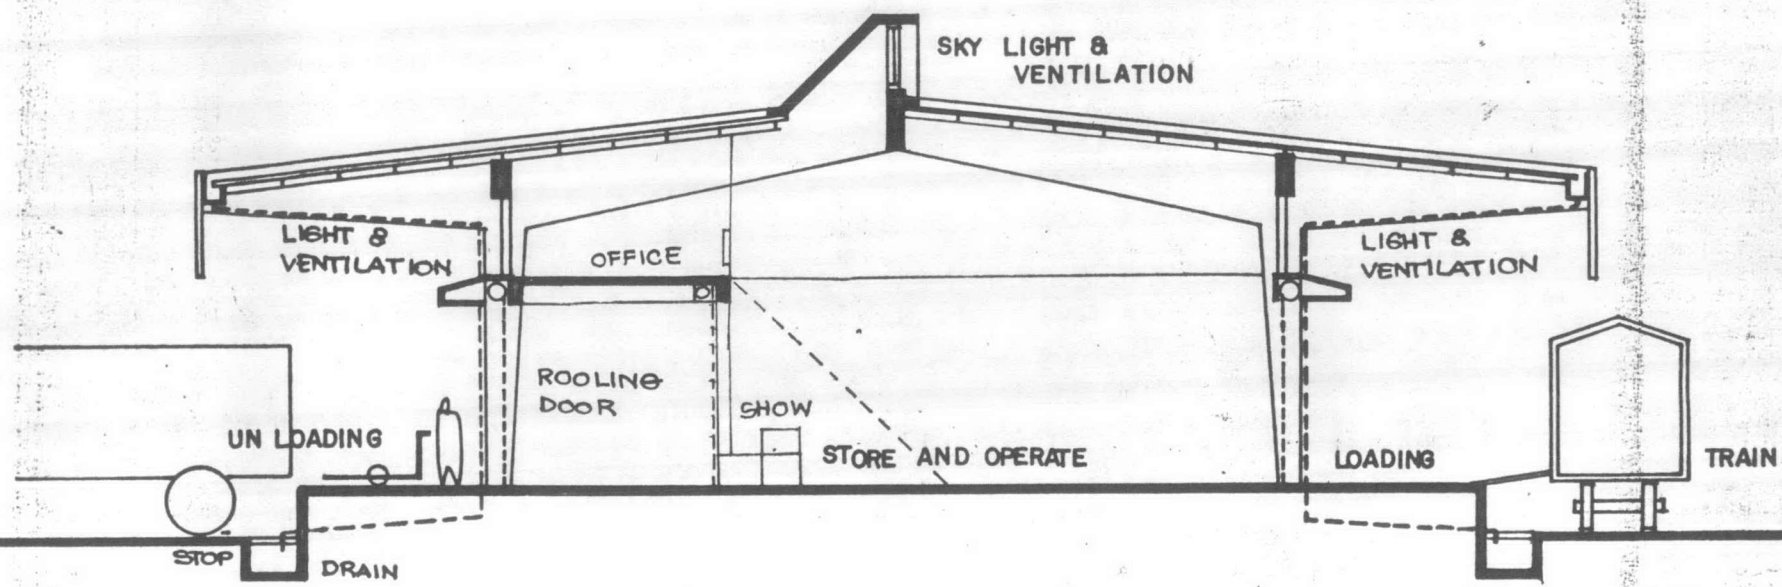 SKY LIGHT &
VENTILATION
LIGHT &
VENTILATION
OFFICE
LIGHT &
VENTILATION
ROOLING
DOOR
SHOW
UN LOADING
STORE AND OPERATE
LOADING
TRAIN
STOP
DRAIN